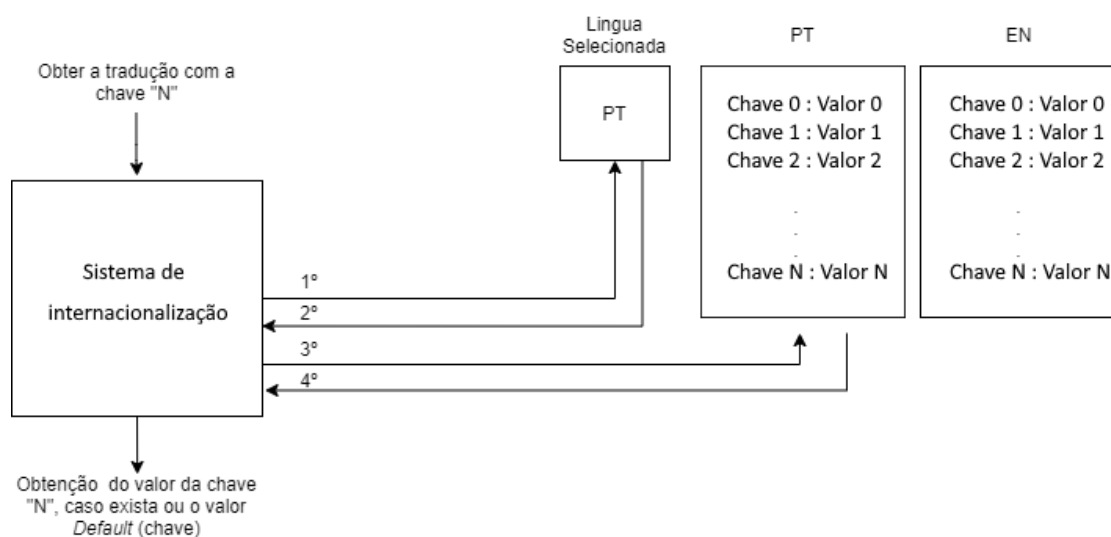 Obter a tradução com a
chave "N"
Sistema de
internacionalização
Obtenção  do valor da chave
"N", caso exista ou o valor
Default (chave)
1º
2º
3º
4º
Lingua
Selecionada
PT
PT
Chave 0 : Valor 0
Chave 1 : Valor 1
Chave 2 : Valor 2
.
.
.
Chave N : Valor N
EN
Chave 0 : Valor 0
Chave 1 : Valor 1
Chave 2 : Valor 2
.
.
.
Chave N : Valor N